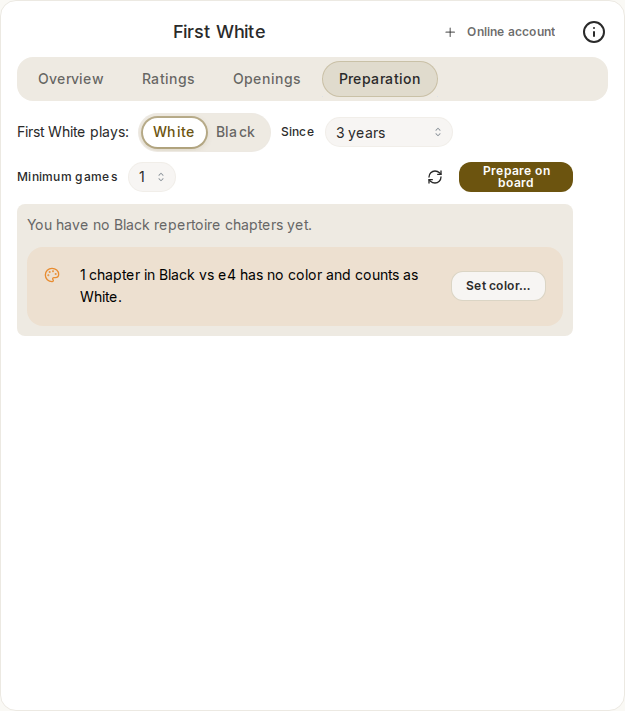 First White
Online account
Overview Ratings Openings Preparation
First White plays: White Black Since 3 years
Minimum games 1 Prepare on
board
You have no Black repertoire chapters yet.
1 chapter in Black vs e4 has no color and counts as
White.
Set color...